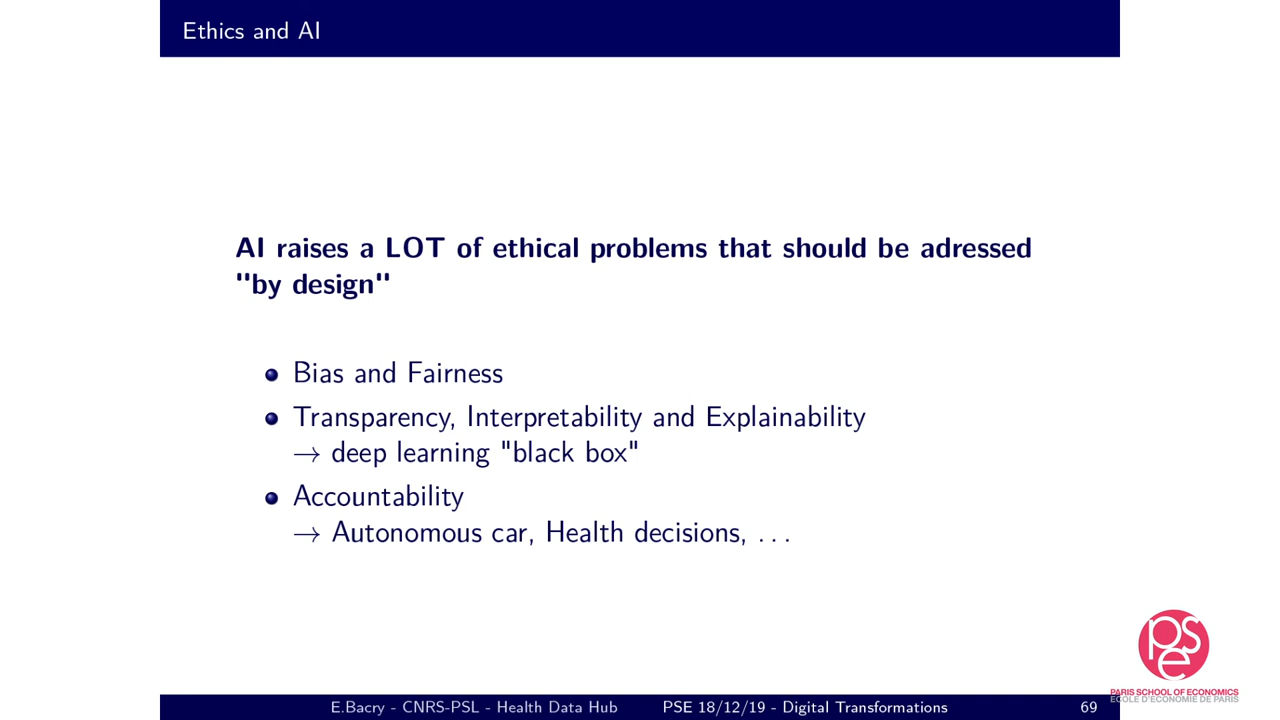 Ethics and AI
AI raises a LOT of ethical problems that should be adressed
"by design"
Bias and Fairness
Transparency, Interpretability and Explainability
→ deep learning "black box"
Accountability
→ Autonomous car, Health decisions, ...
pse
PARIS SCHOOL OF ECONOMICS
ECOLE D'ECONOMIE DE PARIS
E.Bacry - CNRS-PSL - Health Data Hub PSE 18/12/19 - Digital Transformations 69